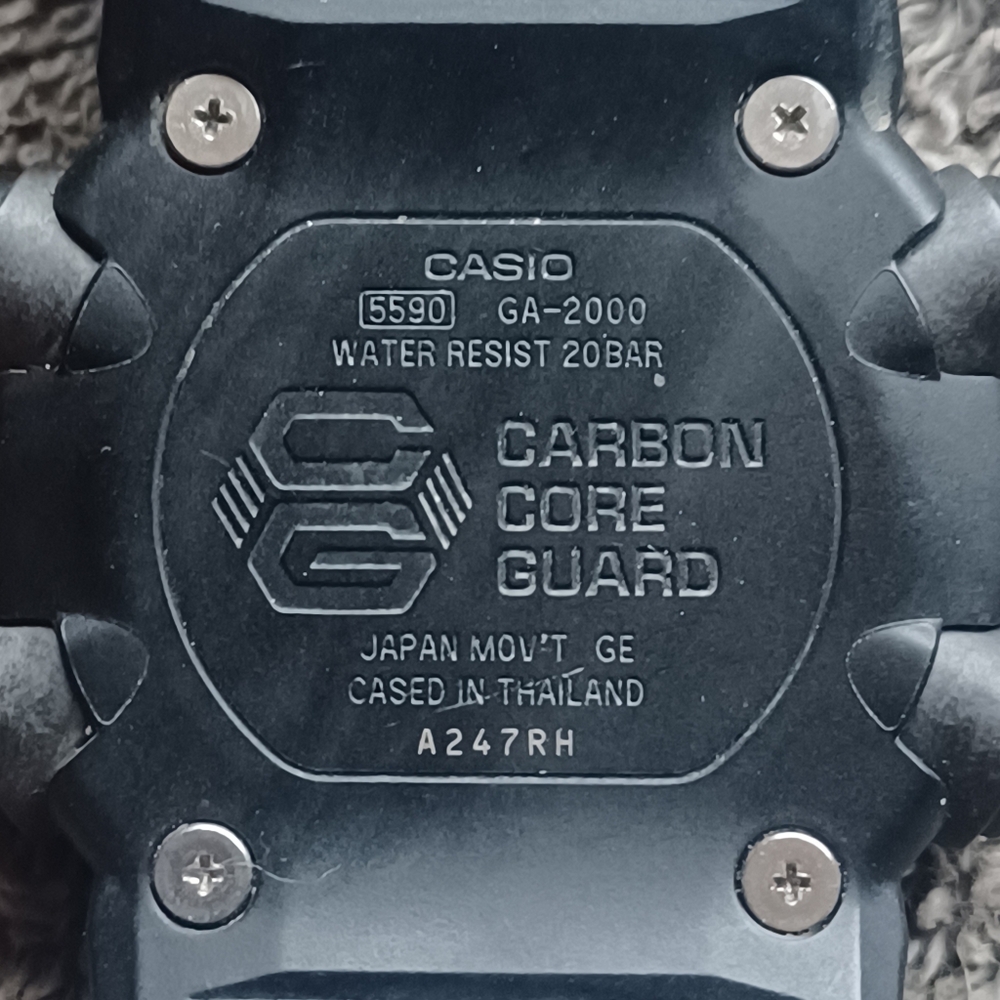 CASIO
5590 GA-2000
WATER RESIST 20BAR
CARBON
CORE
GUARD
JAPAN MOV'T GE
CASED IN THAILAND
A247RH